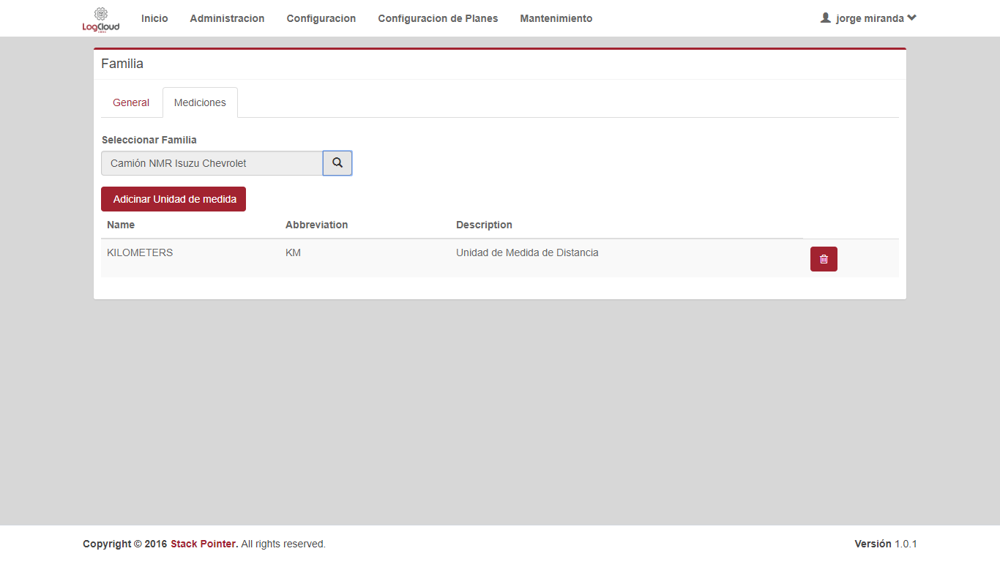 LogCloud
Inicio Administracion Configuracion Configuracion de Planes Mantenimiento jorge miranda
Familia
General Mediciones
Seleccionar Familia
Camión NMR Isuzu Chevrolet
Adicinar Unidad de medida
Name Abbreviation Description
KILOMETERS KM Unidad de Medida de Distancia
Copyright © 2016 Stack Pointer. All rights reserved. Versión 1.0.1